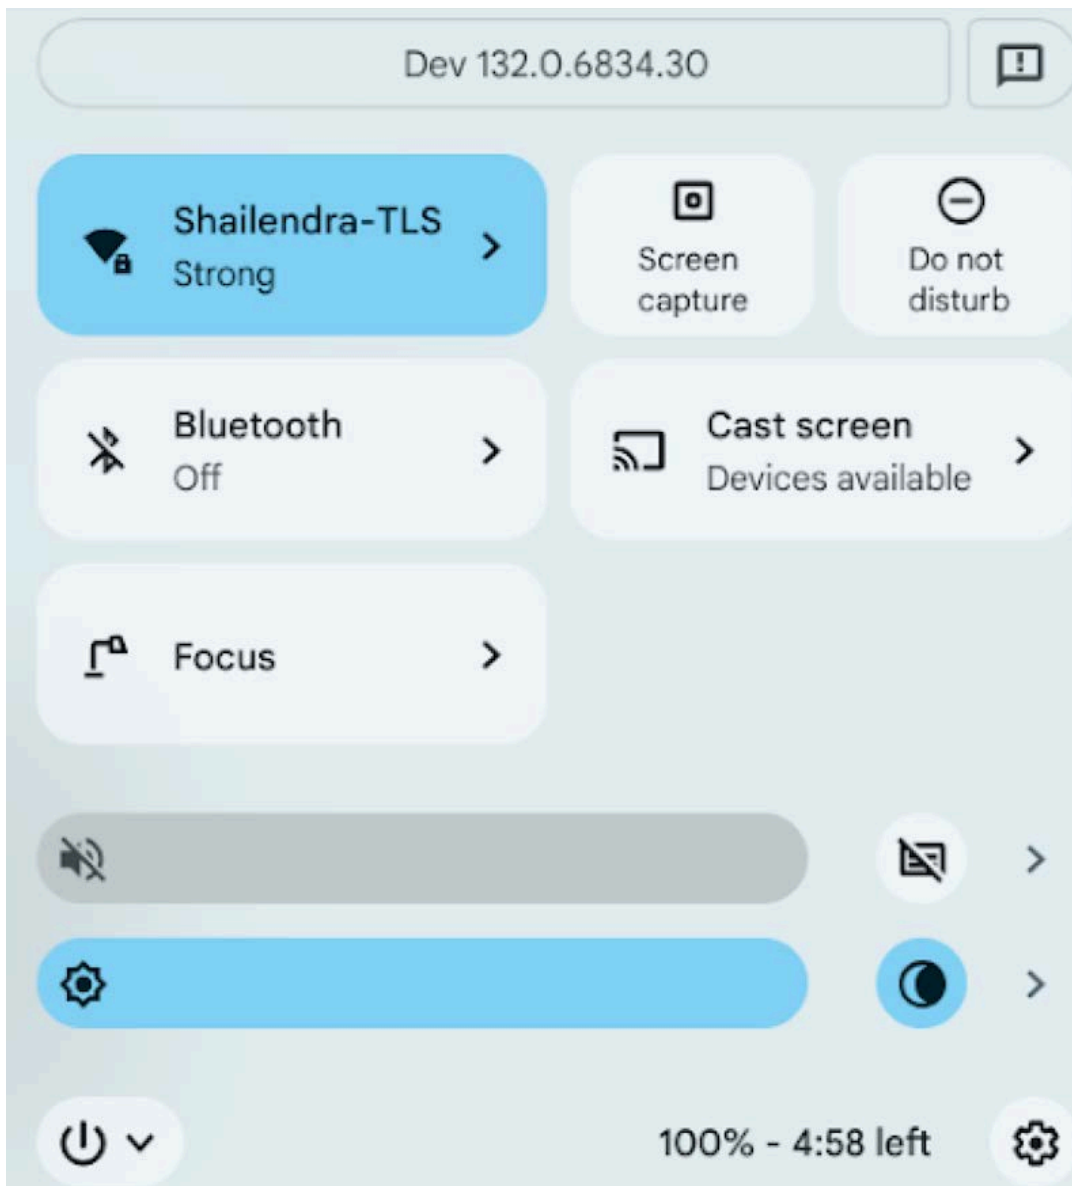 Dev 132.0.6834.30
Shailendra-TLS
Strong
Screen
capture
Do not
disturb
Bluetooth
Off
Cast screen
Devices available
Focus
100% - 4:58 left